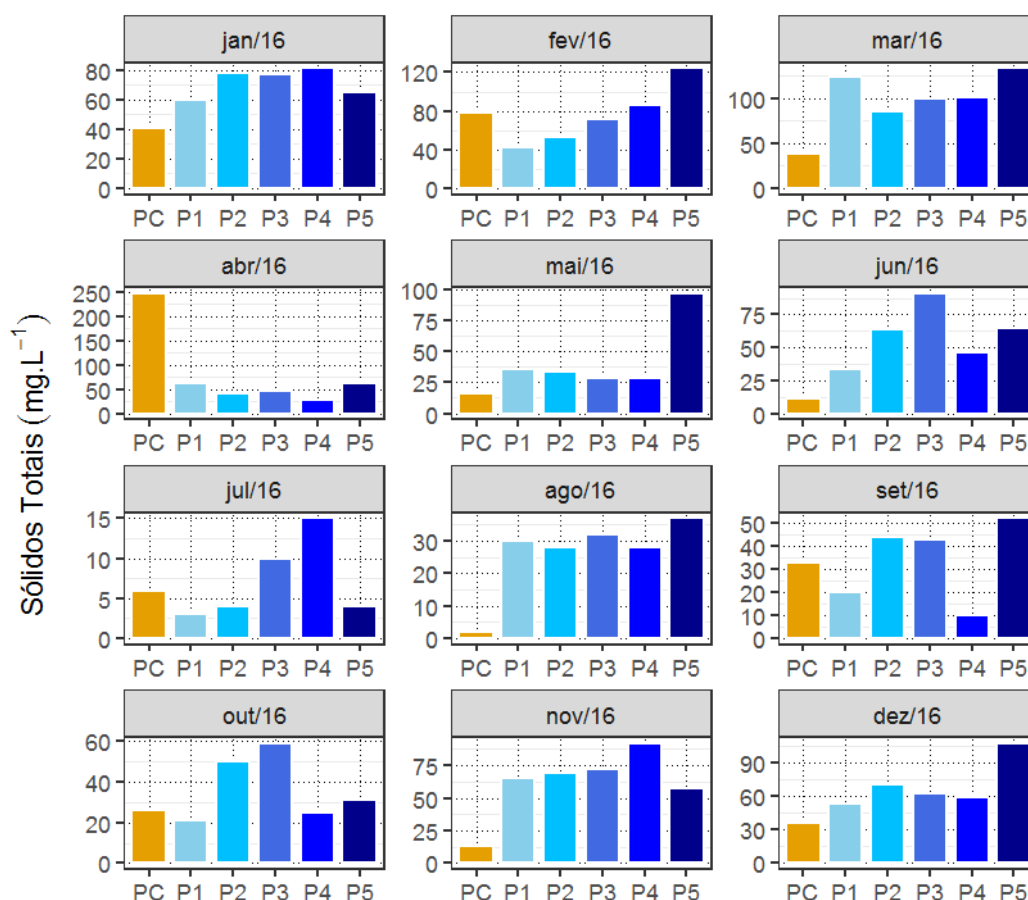 Sólidos Totais (mg.L⁻¹)
jan/16
80
60
40
20
0
PC P1 P2 P3 P4 P5
fev/16
120
80
40
0
PC P1 P2 P3 P4 P5
mar/16
100
50
0
PC P1 P2 P3 P4 P5
abr/16
250
200
150
100
50
0
PC P1 P2 P3 P4 P5
mai/16
100
75
50
25
0
PC P1 P2 P3 P4 P5
jun/16
75
50
25
0
PC P1 P2 P3 P4 P5
jul/16
15
10
5
0
PC P1 P2 P3 P4 P5
ago/16
30
20
10
0
PC P1 P2 P3 P4 P5
set/16
50
40
30
20
10
0
PC P1 P2 P3 P4 P5
out/16
60
40
20
0
PC P1 P2 P3 P4 P5
nov/16
75
50
25
0
PC P1 P2 P3 P4 P5
dez/16
90
60
30
0
PC P1 P2 P3 P4 P5